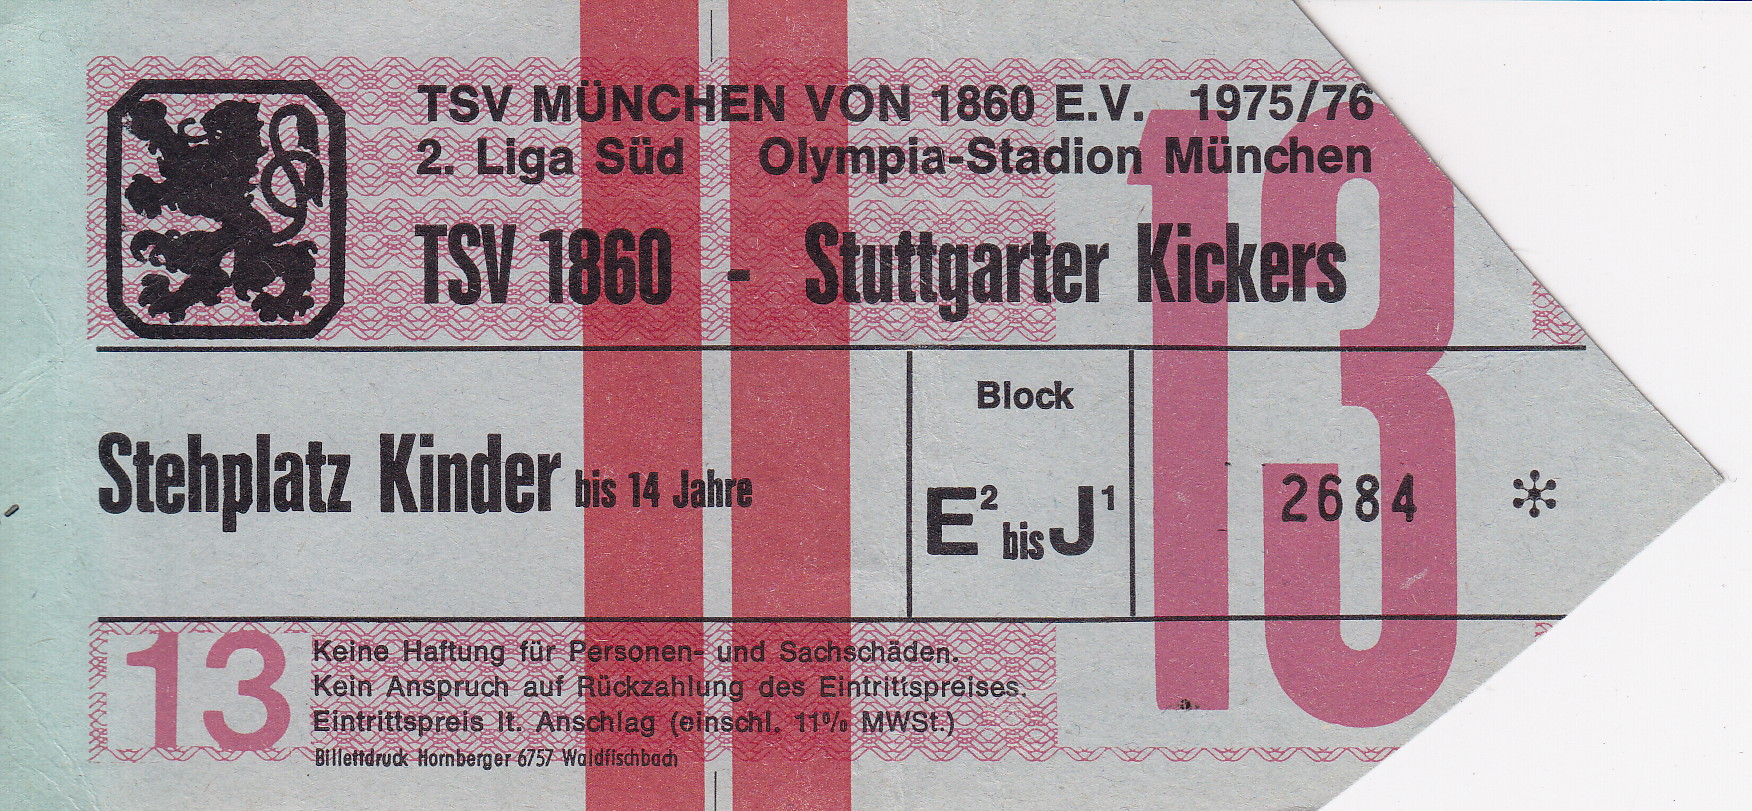 TSV MÜNCHEN VON 1860 E.V. 1975/76
2. Liga Süd Olympia-Stadion München
TSV 1860 - Stuttgarter Kickers
13
Stehplatz Kinder bis 14 Jahre
Block
E² bis J¹
2684 *
13
Keine Haftung für Personen- und Sachschäden.
Kein Anspruch auf Rückzahlung des Eintrittspreises.
Eintrittspreis lt. Anschlag (einschl. 11% MWSt.)
Billettdruck Hornberger 6757 Waldfischbach